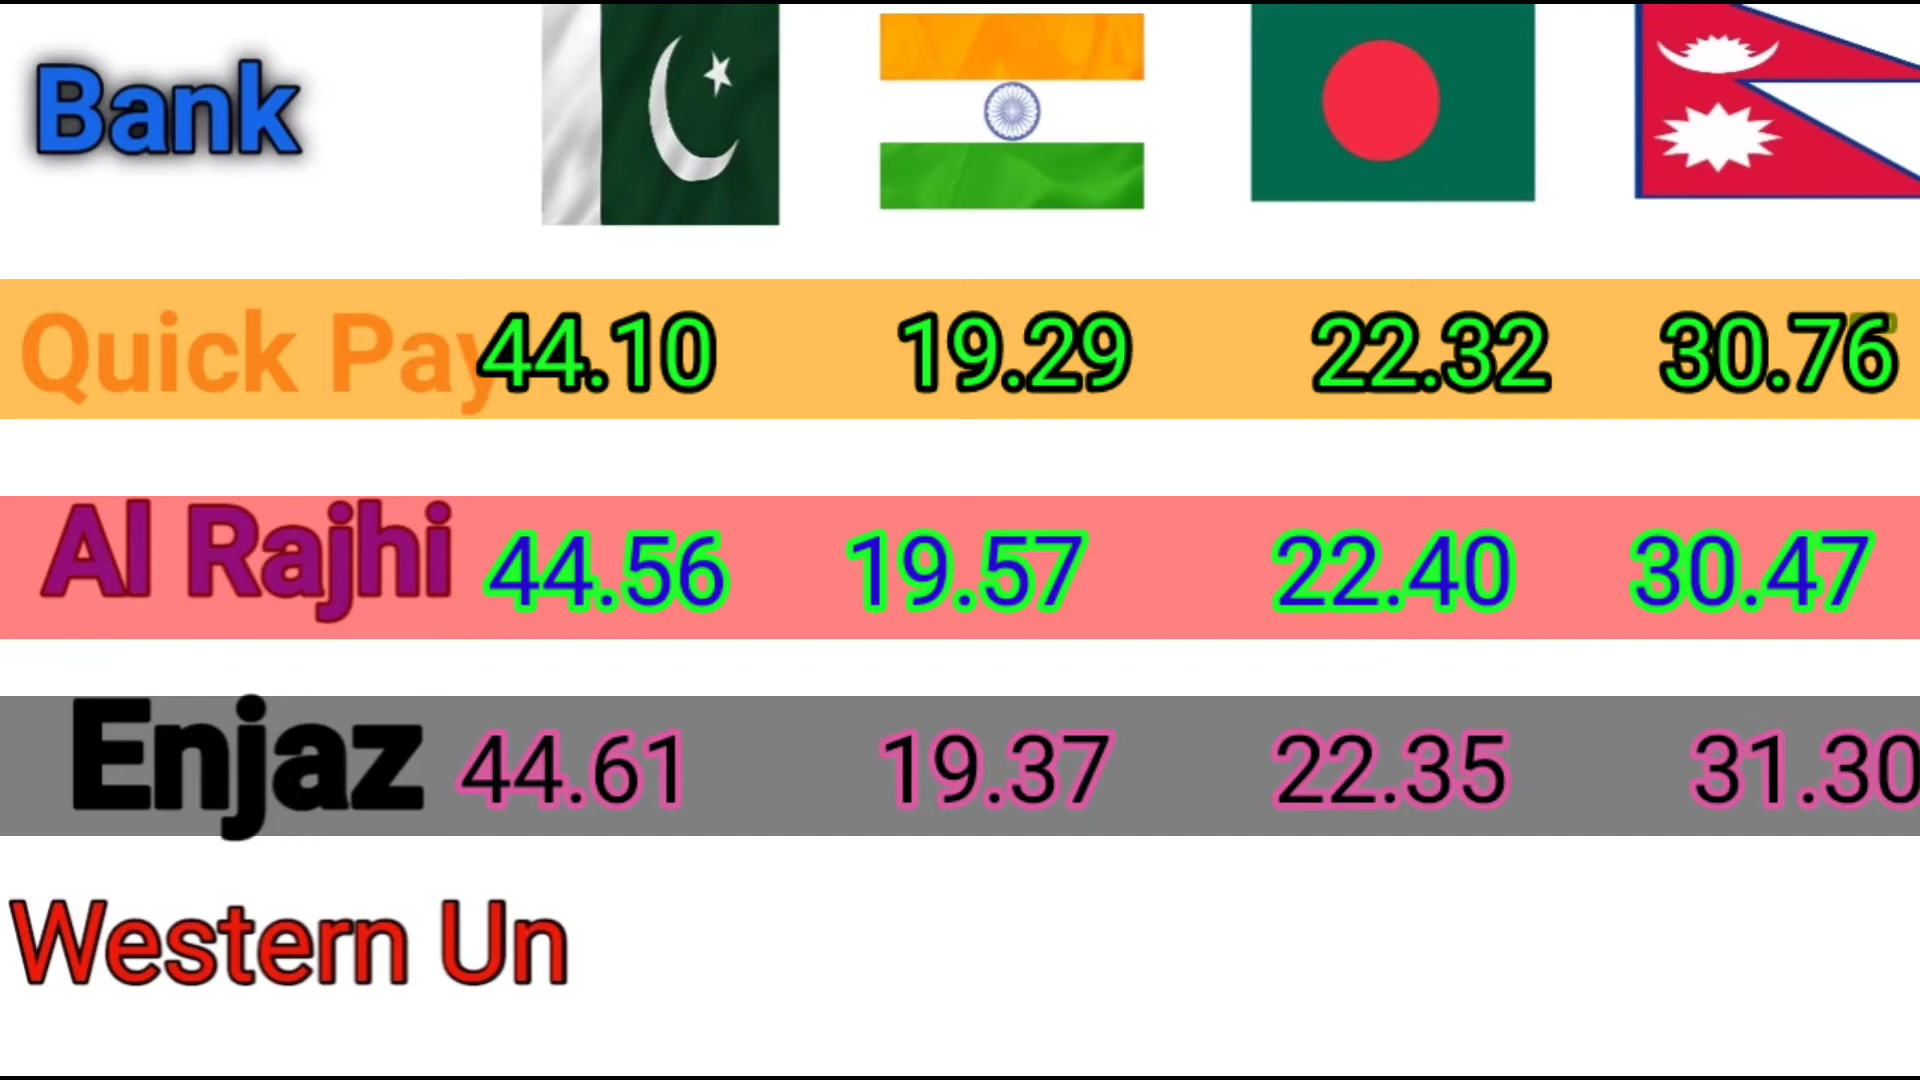 Bank
Quick Pay 44.10 19.29 22.32 30.76
Al Rajhi 44.56 19.57 22.40 30.47
Enjaz 44.61 19.37 22.35 31.30
Western Un